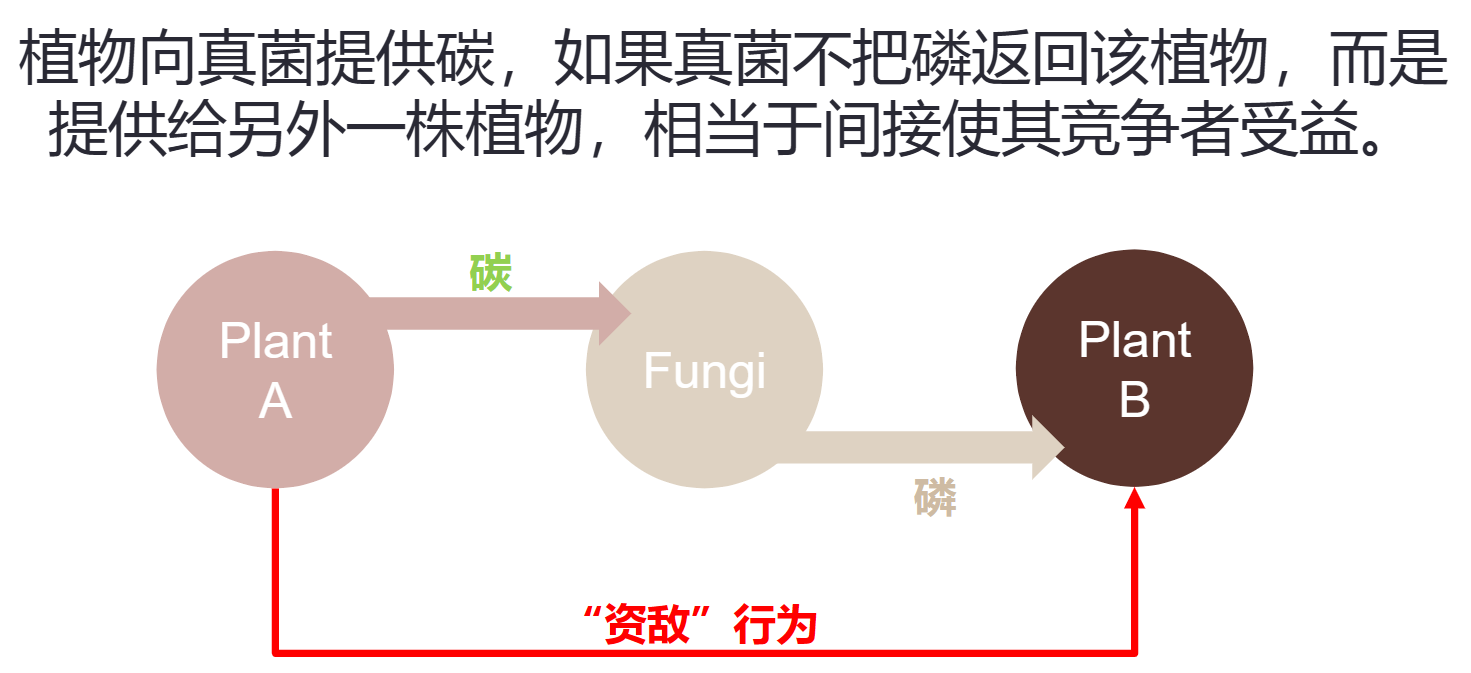 植物向真菌提供碳，如果真菌不把磷返回该植物，而是
提供给另外一株植物，相当于间接使其竞争者受益。
碳
Plant
A
Fungi
Plant
B
磷
“资敌”行为